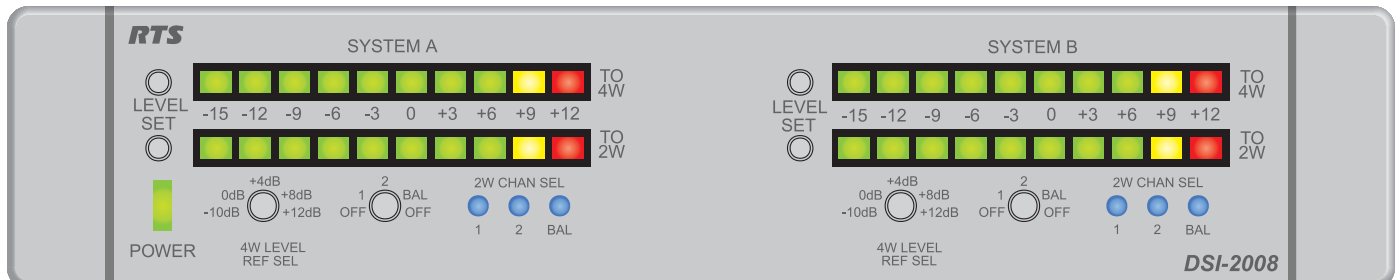 RTS
SYSTEM A
TO
4W
LEVEL
SET
-15 -12 -9 -6 -3 0 +3 +6 +9 +12
TO
2W
POWER
-10dB 0dB +4dB +8dB +12dB
4W LEVEL
REF SEL
OFF 1 2 BAL OFF
2W CHAN SEL
1 2 BAL
SYSTEM B
TO
4W
LEVEL
SET
-15 -12 -9 -6 -3 0 +3 +6 +9 +12
TO
2W
-10dB 0dB +4dB +8dB +12dB
4W LEVEL
REF SEL
OFF 1 2 BAL OFF
2W CHAN SEL
1 2 BAL
DSI-2008